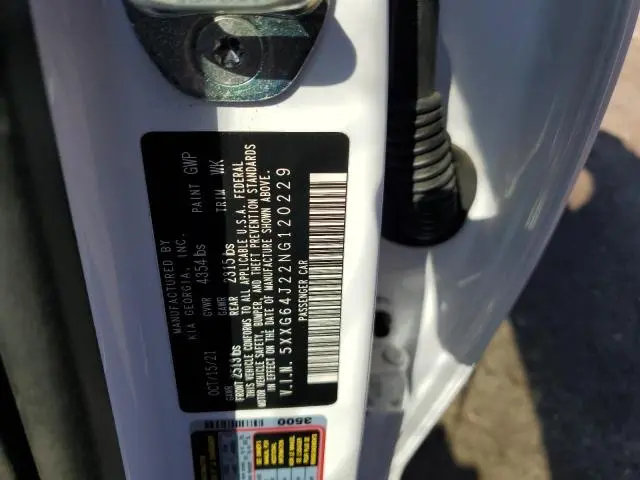 MANUFACTURED BY
KIA GEORGIA, INC.
OCT/15/21 GVWR 4354 lbs PAINT GWP
GAWR FRONT 2513 lbs GAWR REAR 2315 lbs TRIM WK
THIS VEHICLE CONFORMS TO ALL APPLICABLE U.S.A. FEDERAL
MOTOR VEHICLE SAFETY, BUMPER, AND THEFT PREVENTION STANDARDS
IN EFFECT ON THE DATE OF MANUFACTURE SHOWN ABOVE.
V.I.N. 5XXG64J22NG120229
PASSENGER CAR
3500